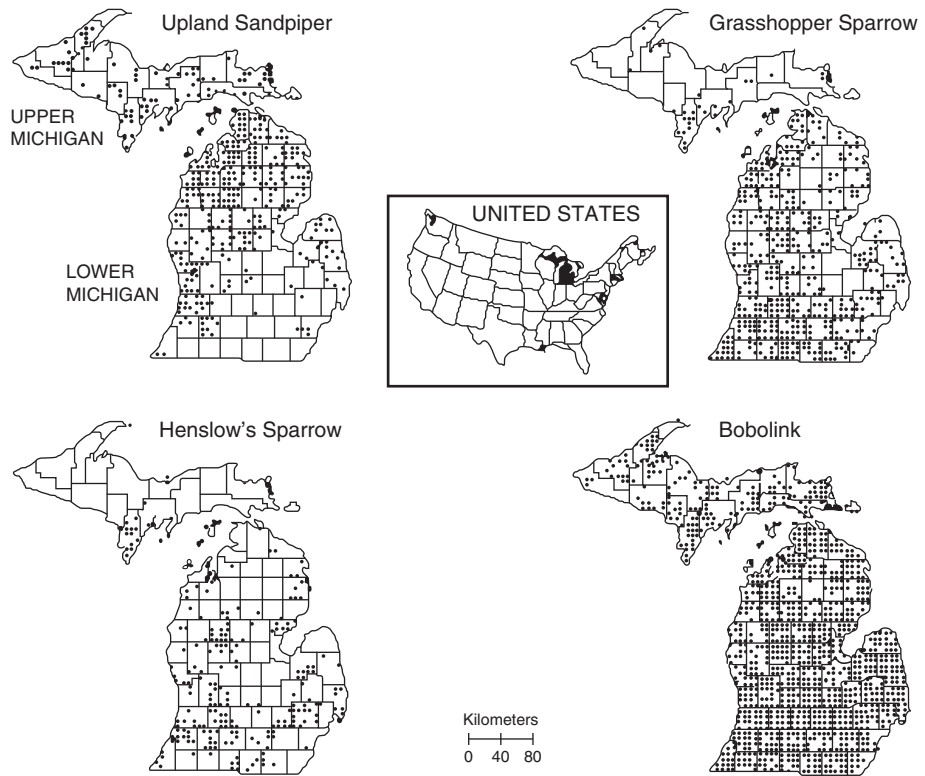 Upland Sandpiper
Grasshopper Sparrow
UPPER
MICHIGAN
UNITED STATES
LOWER
MICHIGAN
Henslow's Sparrow
Bobolink
Kilometers
0 40 80